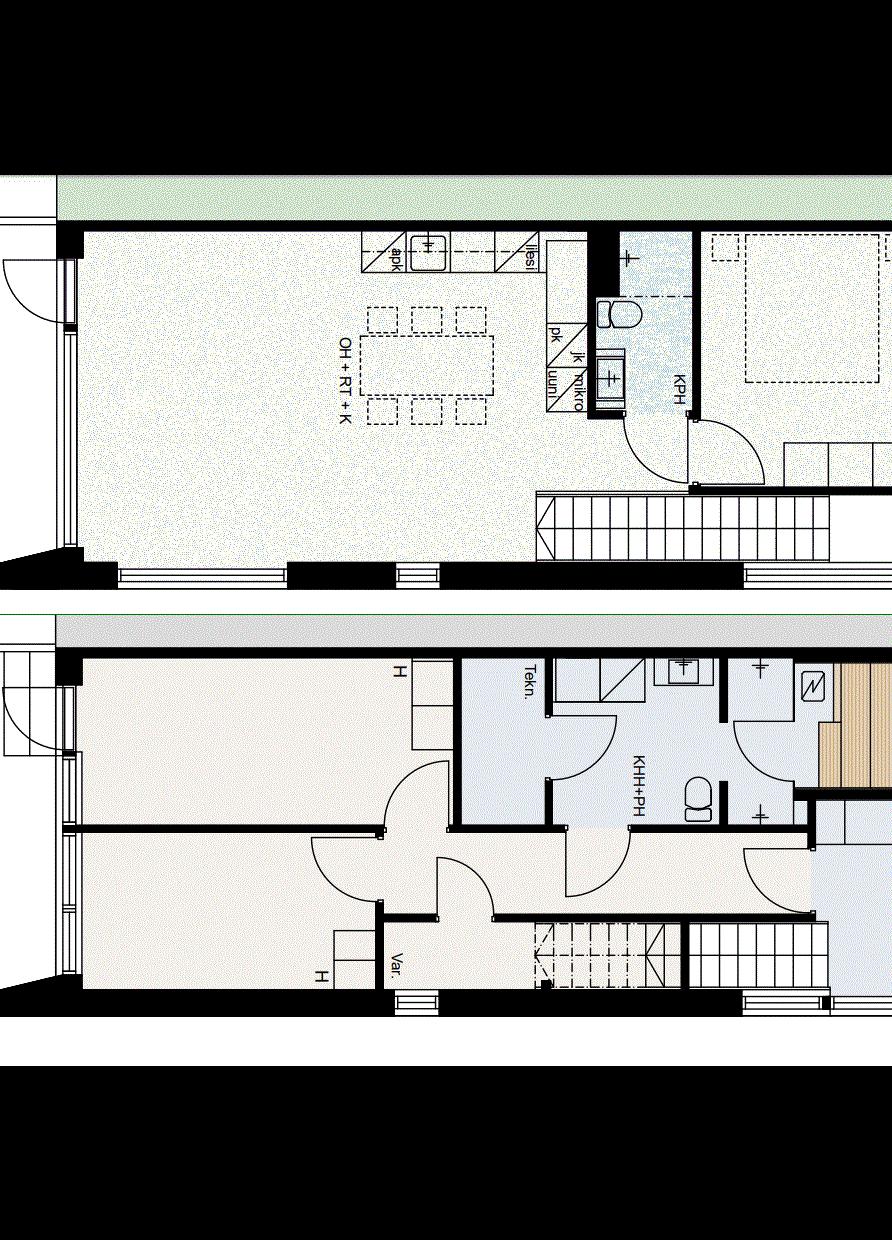 apk
liesi
OH + RT + K
pk
jk
uuni
mikro
KPH
H
Tekn.
KHH+PH
H
Var.